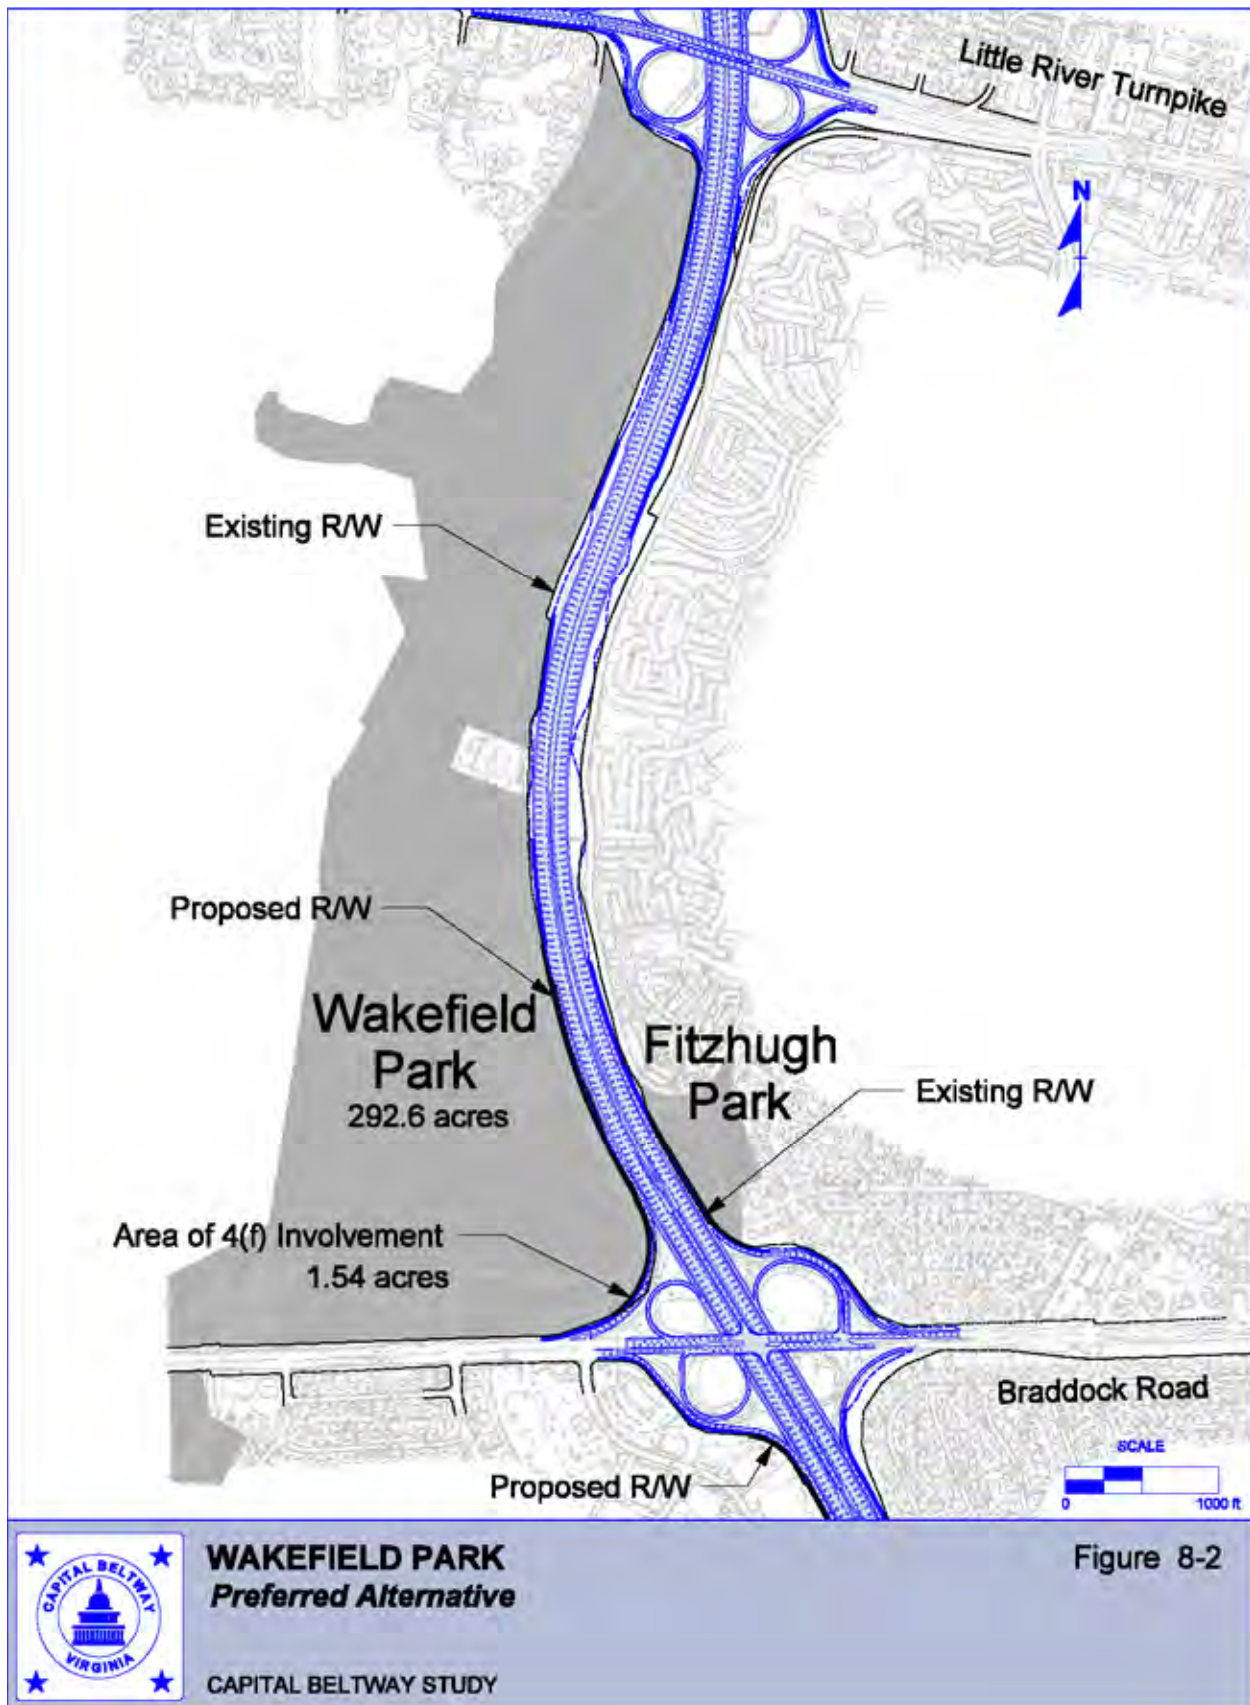 Little River Turnpike
N
Existing R/W
Proposed R/W
Wakefield
Park
292.6 acres
Fitzhugh
Park
Existing R/W
Area of 4(f) Involvement
1.54 acres
Braddock Road
SCALE
0 1000 ft
Proposed R/W
CAPITAL BELTWAY
VIRGINIA
WAKEFIELD PARK
Preferred Alternative
CAPITAL BELTWAY STUDY
Figure 8-2